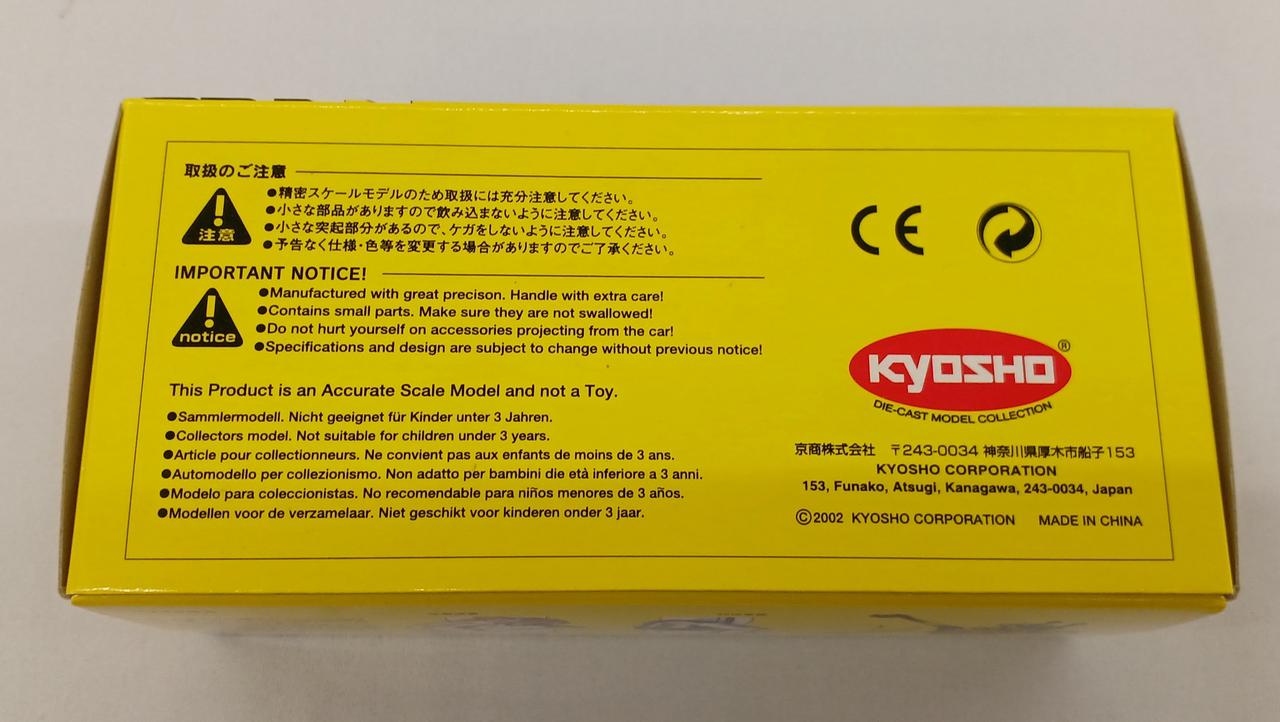 取扱のご注意
注意
●精密スケールモデルのため取扱には充分注意してください。
●小さな部品がありますので飲み込まないように注意してください。
●小さな突起部分があるので、ケガをしないように注意してください。
●予告なく仕様・色等を変更する場合がありますのでご了承ください。
IMPORTANT NOTICE!
notice
●Manufactured with great precison. Handle with extra care!
●Contains small parts. Make sure they are not swallowed!
●Do not hurt yourself on accessories projecting from the car!
●Specifications and design are subject to change without previous notice!
This Product is an Accurate Scale Model and not a Toy.
●Sammlermodell. Nicht geeignet für Kinder unter 3 Jahren.
●Collectors model. Not suitable for children under 3 years.
●Article pour collectionneurs. Ne convient pas aux enfants de moins de 3 ans.
●Automodello per collezionismo. Non adatto per bambini die età inferiore a 3 anni.
●Modelo para coleccionistas. No recomendable para niños menores de 3 años.
●Modellen voor de verzamelaar. Niet geschikt voor kinderen onder 3 jaar.
CE
KYOSHO®
DIE-CAST MODEL COLLECTION
京商株式会社 〒243-0034 神奈川県厚木市船子153
KYOSHO CORPORATION
153, Funako, Atsugi, Kanagawa, 243-0034, Japan
©2002 KYOSHO CORPORATION MADE IN CHINA